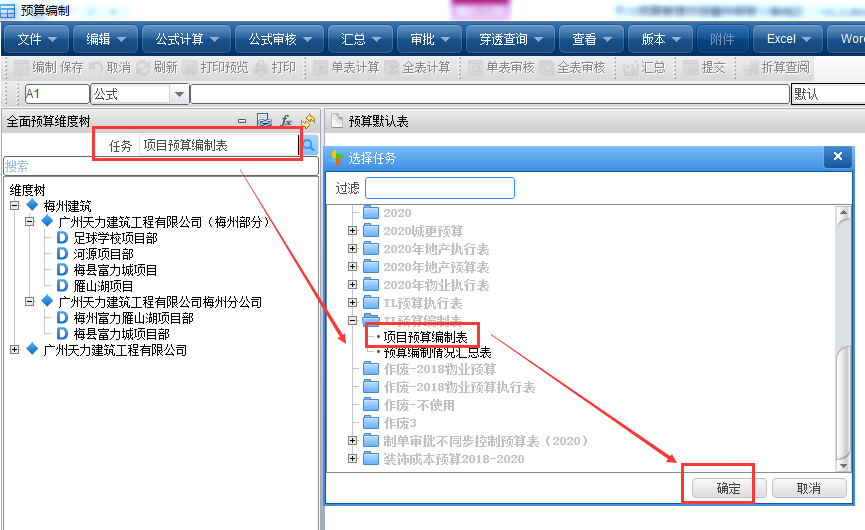 预算编制
文件 编辑 公式计算 公式审核 汇总 审批 穿透查询 查看 版本 附件 Excel Wor
编制 保存 取消 刷新 打印预览 打印 单表计算 全表计算 单表审核 全表审核 汇总 提交 折算查阅
A1 公式 默认
全面预算维度树
任务 项目预算编制表
搜索
维度树
梅州建筑
广州天力建筑工程有限公司（梅州部分）
足球学校项目部
河源项目部
梅县富力城项目
雁山湖项目
广州天力建筑工程有限公司梅州分公司
梅州富力雁山湖项目部
梅县富力城项目部
广州天力建筑工程有限公司
预算默认表
选择任务
过滤
2020
2020城更预算
2020年地产执行表
2020年地产预算表
2020年物业执行表
TL预算执行表
TL预算编制表
项目预算编制表
预算编制情况汇总表
作废-2018物业预算
作废-2018物业预算执行表
作废-不使用
作废3
制单审批不同步控制预算表（2020）
装饰成本预算2018-2020
确定 取消